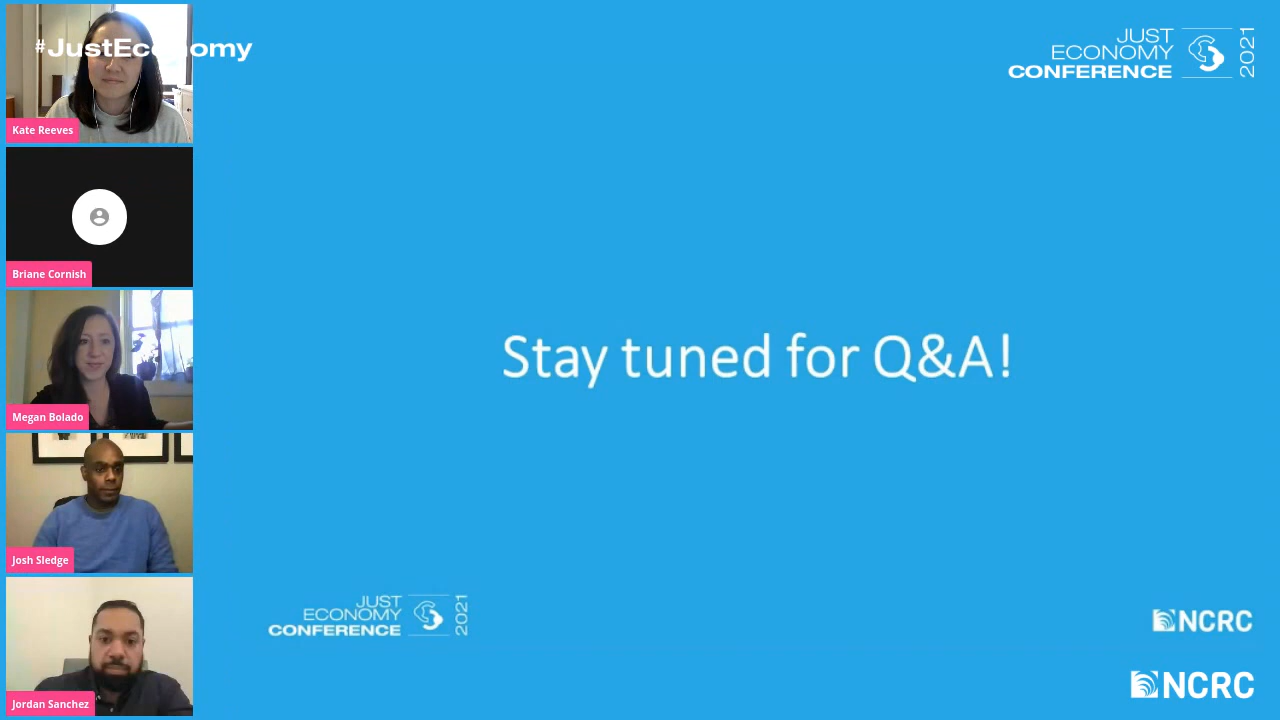 #JustEconomy
Kate Reeves
Briane Cornish
Megan Bolado
Josh Sledge
Jordan Sanchez
JUST
ECONOMY
CONFERENCE
2021
Stay tuned for Q&A!
JUST
ECONOMY
CONFERENCE
2021
NCRC
NCRC